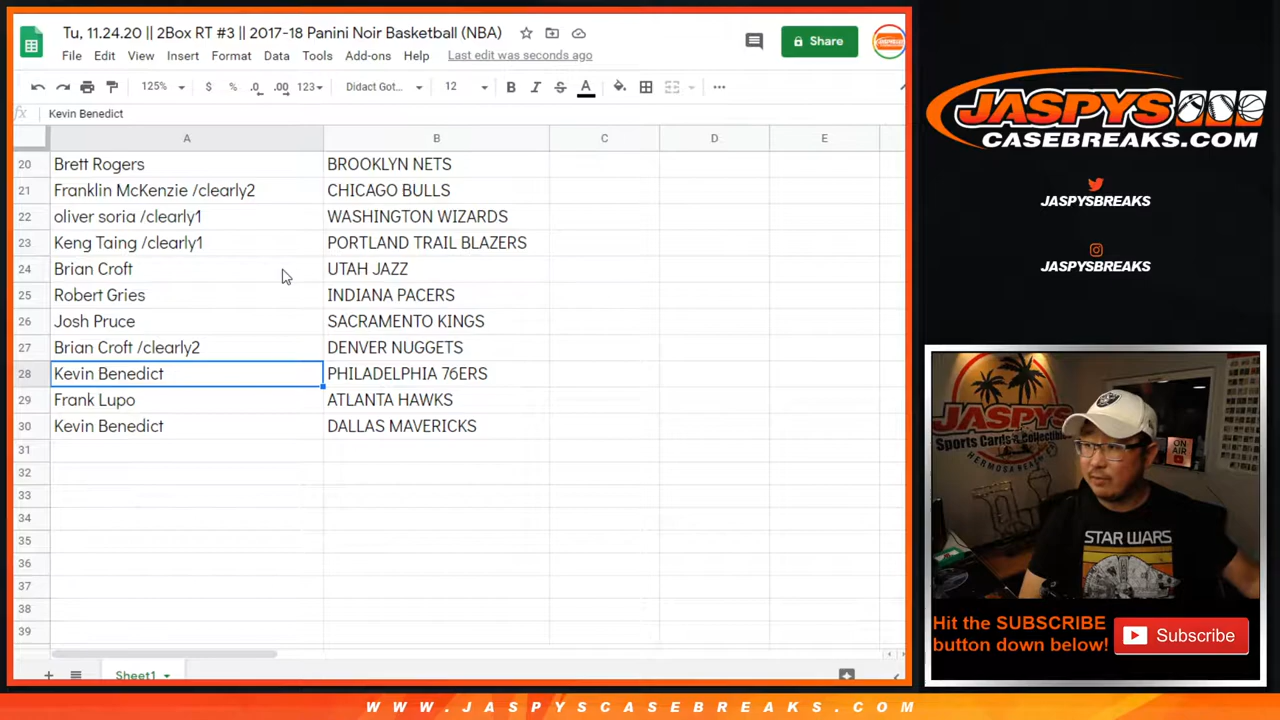 Tu, 11.24.20 || 2Box RT #3 || 2017-18 Panini Noir Basketball (NBA)
Share
File Edit View Insert Format Data Tools Add-ons Help Last edit was seconds ago
125% $ % .0 .00 123 Didact Got... 12 B I S A
fx Kevin Benedict
A B C D E
20 Brett Rogers BROOKLYN NETS
21 Franklin McKenzie /clearly2 CHICAGO BULLS
22 oliver soria /clearly1 WASHINGTON WIZARDS
23 Keng Taing /clearly1 PORTLAND TRAIL BLAZERS
24 Brian Croft UTAH JAZZ
25 Robert Gries INDIANA PACERS
26 Josh Pruce SACRAMENTO KINGS
27 Brian Croft /clearly2 DENVER NUGGETS
28 Kevin Benedict PHILADELPHIA 76ERS
29 Frank Lupo ATLANTA HAWKS
30 Kevin Benedict DALLAS MAVERICKS
31
32
33
34
35
36
37
38
39
Sheet1
JASPYS
CASEBREAKS.COM
JASPYSBREAKS
JASPYSBREAKS
JASPYS
Sports Cards & Collectibles
HERMOSA BEACH
ON AIR
STAR WARS
Hit the SUBSCRIBE
button down below!
Subscribe
WWW.JASPYSCASEBREAKS.COM